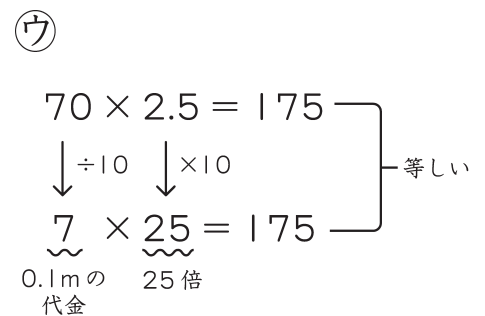 ウ
70 × 2.5 = 175
÷10 ×10
等しい
7 × 25 = 175
0.1mの 25倍
代金